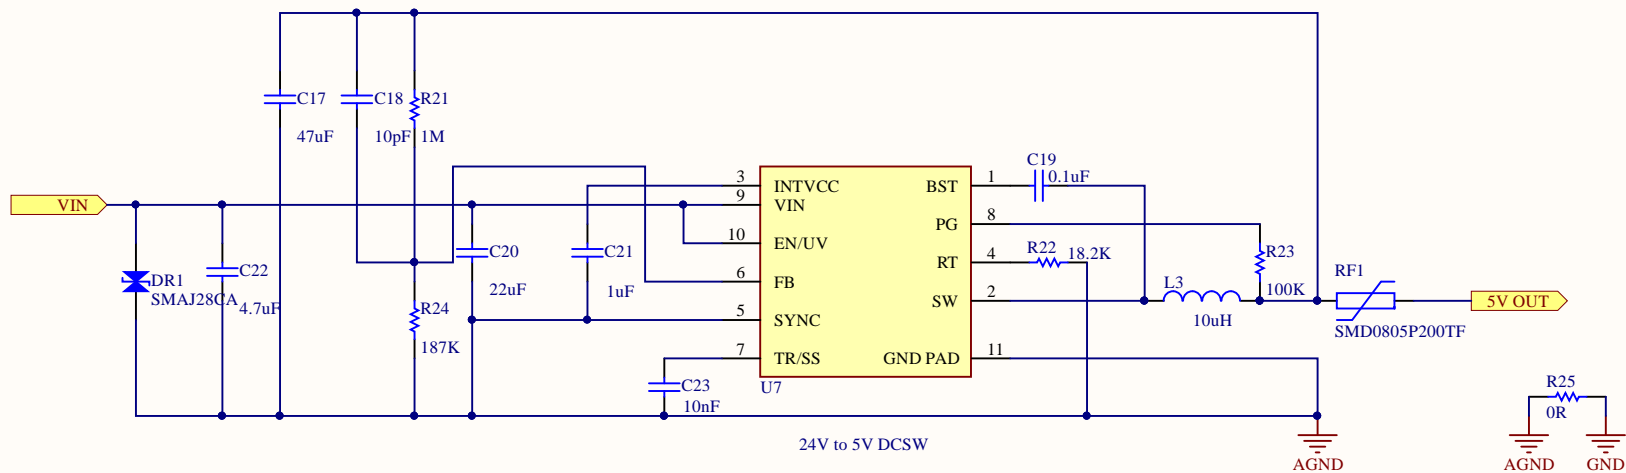 C17
47uF
C18
10pF
R21
1M
VIN
DR1
SMAJ28CA
C22
4.7uF
R24
187K
C20
22uF
C21
1uF
C23
10nF
3 INTVCC
9 VIN
10 EN/UV
6 FB
5 SYNC
7 TR/SS
BST 1
PG 8
RT 4
SW 2
GND PAD 11
U7
C19
0.1uF
R22 18.2K
R23
100K
L3
10uH
RF1
SMD0805P200TF
5V OUT
24V to 5V DCSW
AGND
R25
0R
AGND
GND